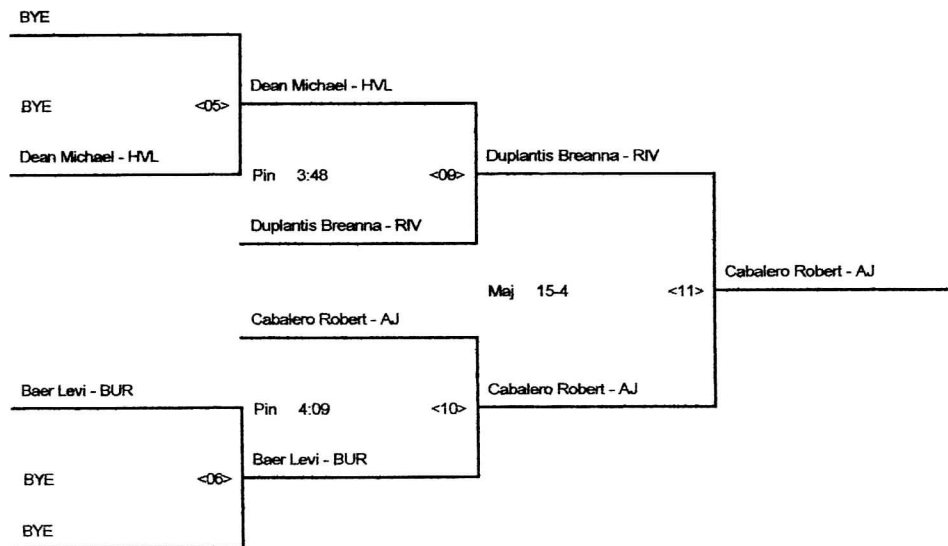 BYE
Dean Michael - HVL
BYE <05>
Dean Michael - HVL
Duplantis Breanna - RIV
Pin 3:48 <09>
Duplantis Breanna - RIV
Cabalero Robert - AJ
Maj 15-4 <11>
Cabalero Robert - AJ
Baer Levi - BUR
Cabalero Robert - AJ
Pin 4:09 <10>
Baer Levi - BUR
BYE <06>
BYE